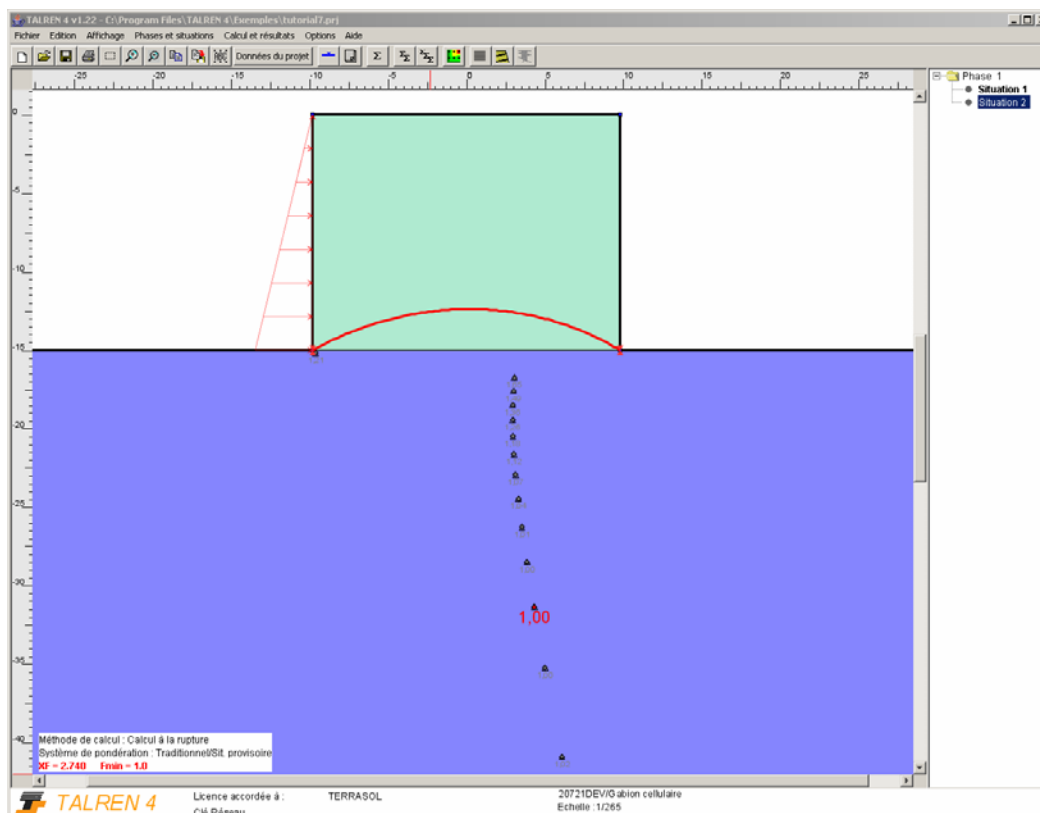 TALREN 4 v1.22 - C:\Program Files\TALREN 4\Exemples\tutorial7.prj
Fichier Edition Affichage Phases et situations Calcul et résultats Options Aide
Données du projet
-25 -20 -15 -10 -5 0 5 10 15 20 25
Phase 1
Situation 1
Situation 2
0
-5
-10
-15
-20
-25
-30
1,00
-35
-40
Méthode de calcul : Calcul à la rupture
Système de pondération : Traditionnel/Sit. provisoire
XF = 2.740 Fmin = 1.0
TALREN 4
Licence accordée à : TERRASOL
20721DEV/Gabion cellulaire
Echelle :1/265
Clé Réseau